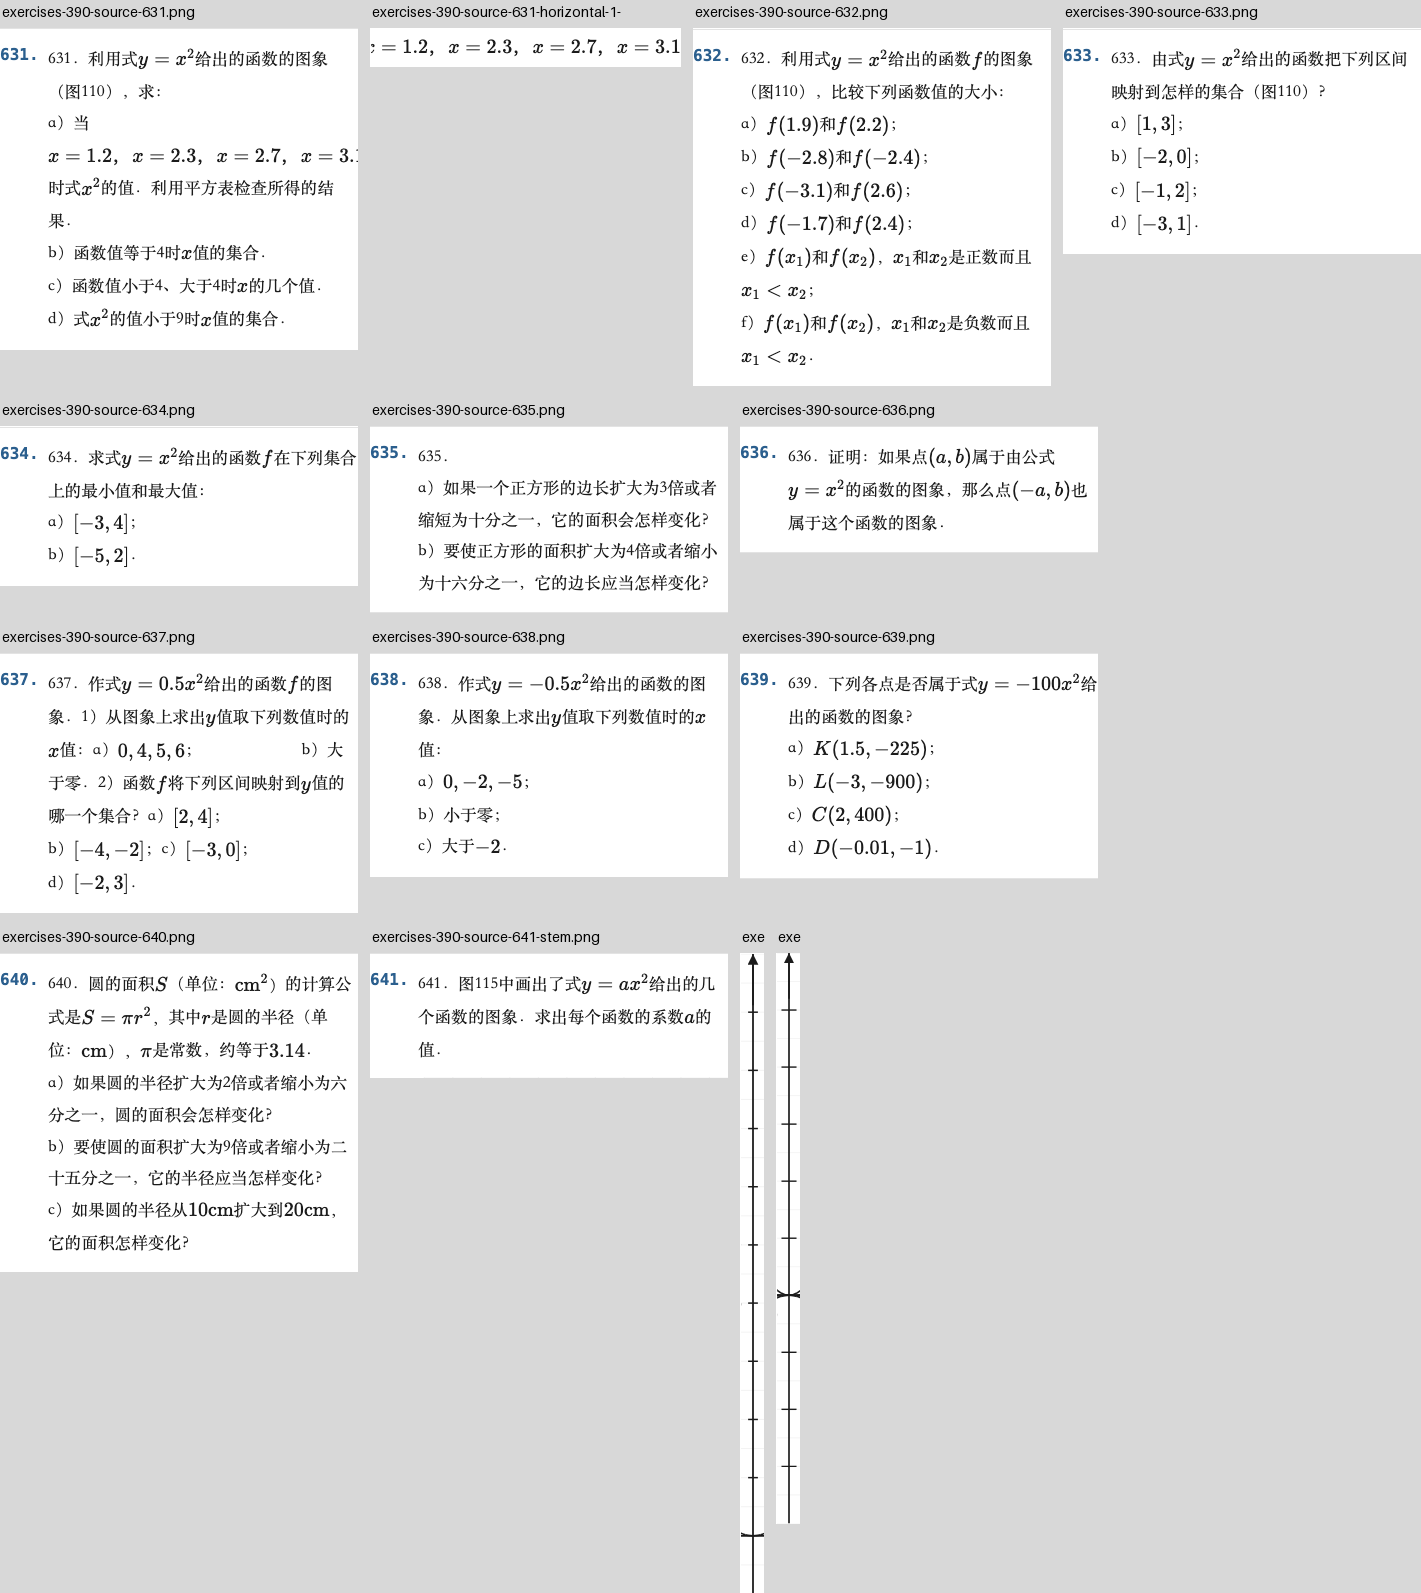 exercises-390-source-631.png
631. 631. 利用式y = x²给出的函数的图象
（图110），求：
a）当
x = 1.2, x = 2.3, x = 2.7, x = 3.1
时式x²的值. 利用平方表检查所得的结
果.
b）函数值等于4时x值的集合.
c）函数值小于4、大于4时x的几个值.
d）式x²的值小于9时x值的集合.
exercises-390-source-631-horizontal-1-
x = 1.2, x = 2.3, x = 2.7, x = 3.1
exercises-390-source-632.png
632. 632. 利用式y = x²给出的函数f的图象
（图110），比较下列函数值的大小：
a）f(1.9)和f(2.2)；
b）f(−2.8)和f(−2.4)；
c）f(−3.1)和f(2.6)；
d）f(−1.7)和f(2.4)；
e）f(x₁)和f(x₂)，x₁和x₂是正数而且
x₁ < x₂；
f）f(x₁)和f(x₂)，x₁和x₂是负数而且
x₁ < x₂.
exercises-390-source-633.png
633. 633. 由式y = x²给出的函数把下列区间
映射到怎样的集合（图110）？
a）[1, 3]；
b）[−2, 0]；
c）[−1, 2]；
d）[−3, 1].
exercises-390-source-634.png
634. 634. 求式y = x²给出的函数f在下列集合
上的最小值和最大值：
a）[−3, 4]；
b）[−5, 2].
exercises-390-source-635.png
635. 635.
a）如果一个正方形的边长扩大为3倍或者
缩短为十分之一，它的面积会怎样变化？
b）要使正方形的面积扩大为4倍或者缩小
为十六分之一，它的边长应当怎样变化？
exercises-390-source-636.png
636. 636. 证明：如果点(a, b)属于由公式
y = x²的函数的图象，那么点(−a, b)也
属于这个函数的图象.
exercises-390-source-637.png
637. 637. 作式y = 0.5x²给出的函数f的图
象. 1）从图象上求出y值取下列数值时的
x值：a）0, 4, 5, 6； b）大
于零. 2）函数f将下列区间映射到y值的
哪一个集合？a）[2, 4]；
b）[−4, −2]；c）[−3, 0]；
d）[−2, 3].
exercises-390-source-638.png
638. 638. 作式y = −0.5x²给出的函数的图
象. 从图象上求出y值取下列数值时的x
值：
a）0, −2, −5；
b）小于零；
c）大于−2.
exercises-390-source-639.png
639. 639. 下列各点是否属于式y = −100x²给
出的函数的图象？
a）K(1.5, −225)；
b）L(−3, −900)；
c）C(2, 400)；
d）D(−0.01, −1).
exercises-390-source-640.png
640. 640. 圆的面积S（单位：cm²）的计算公
式是S = πr²，其中r是圆的半径（单
位：cm），π是常数，约等于3.14.
a）如果圆的半径扩大为2倍或者缩小为六
分之一，圆的面积会怎样变化？
b）要使圆的面积扩大为9倍或者缩小为二
十五分之一，它的半径应当怎样变化？
c）如果圆的半径从10cm扩大到20cm，
它的面积怎样变化？
exercises-390-source-641-stem.png
641. 641. 图115中画出了式y = ax²给出的几
个函数的图象. 求出每个函数的系数a的
值.
exe
exe